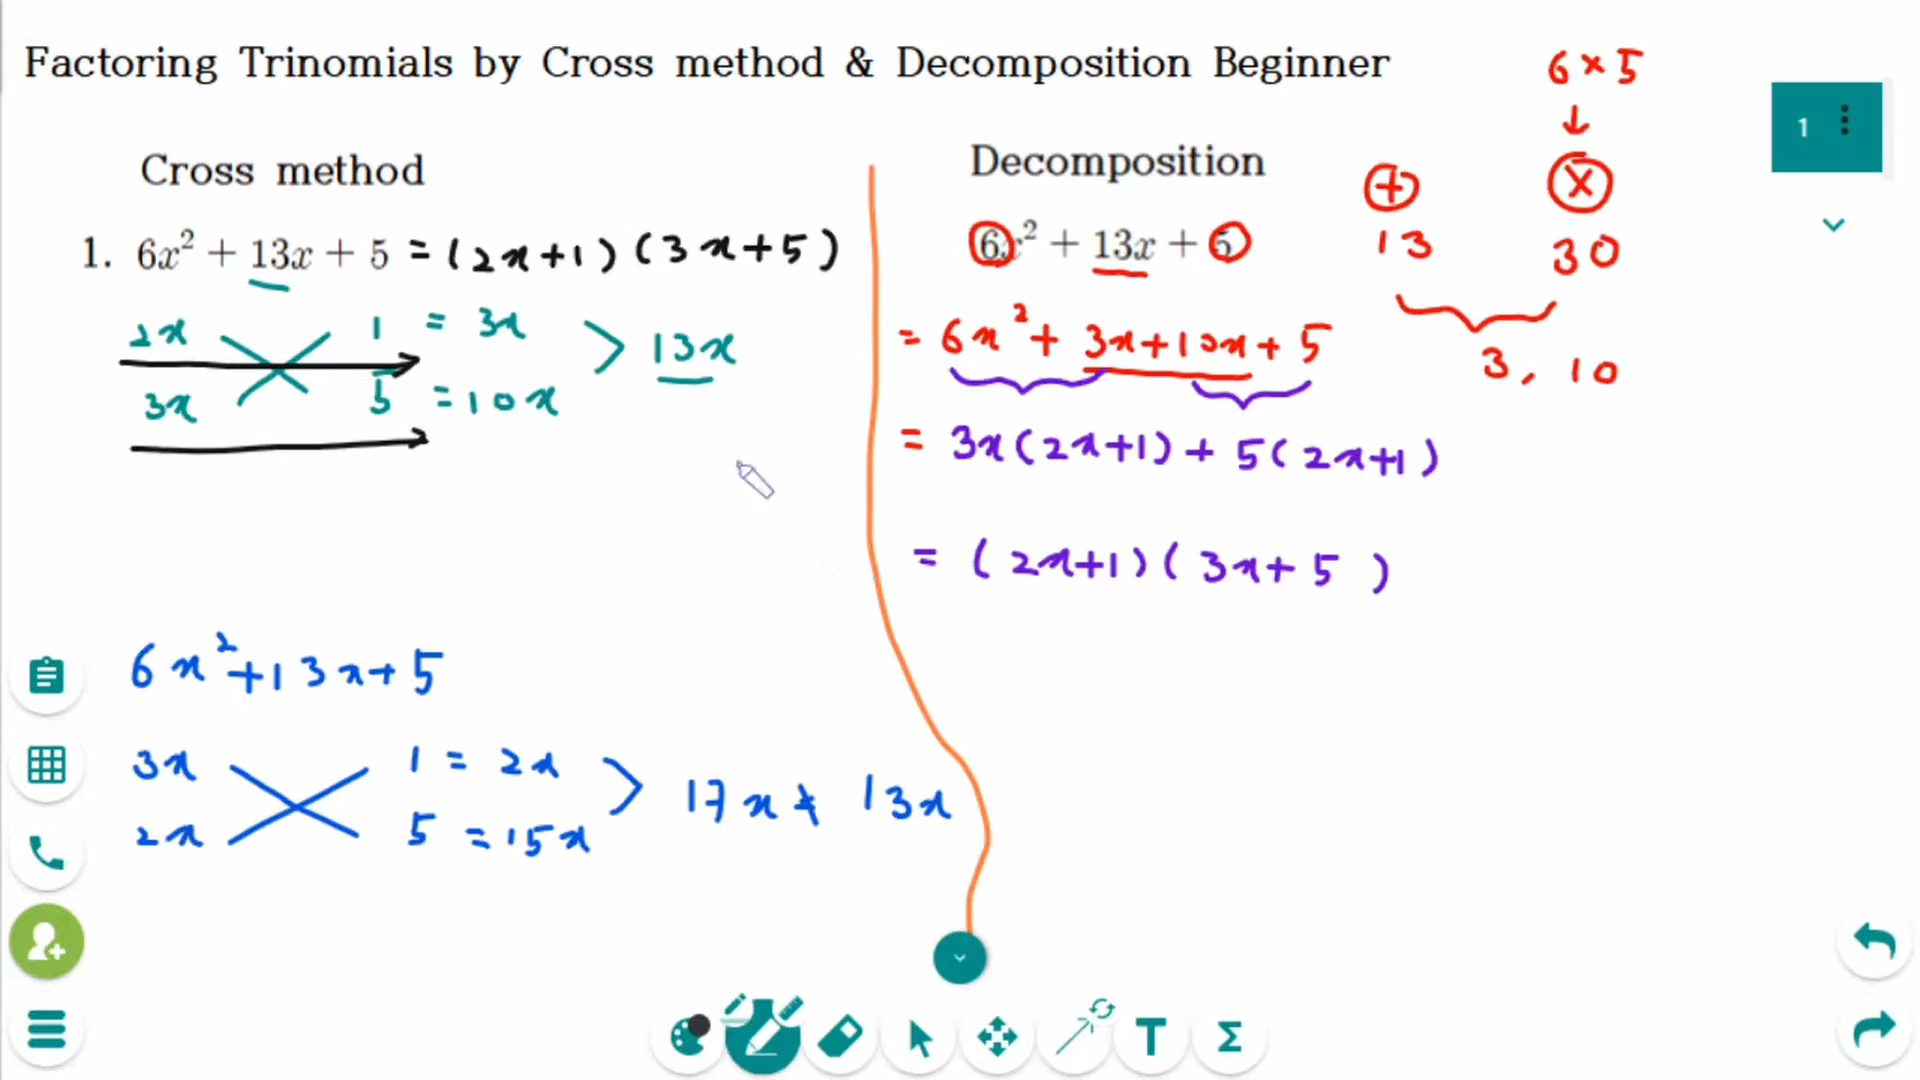 Factoring Trinomials by Cross method & Decomposition Beginner
Cross method
1. 6x² + 13x + 5 = (2x+1)(3x+5)
2x 1 = 3x
3x 5 = 10x
> 13x
6x²+13x+5
3x 1 = 2x
2x 5 = 15x
> 17x ≠ 13x
Decomposition
6x² + 13x + 5
= 6x² + 3x+10x + 5
= 3x(2x+1) + 5(2x+1)
= (2x+1)(3x+5)
6 × 5
↓
+ ×
13 30
3, 10
1
T Σ